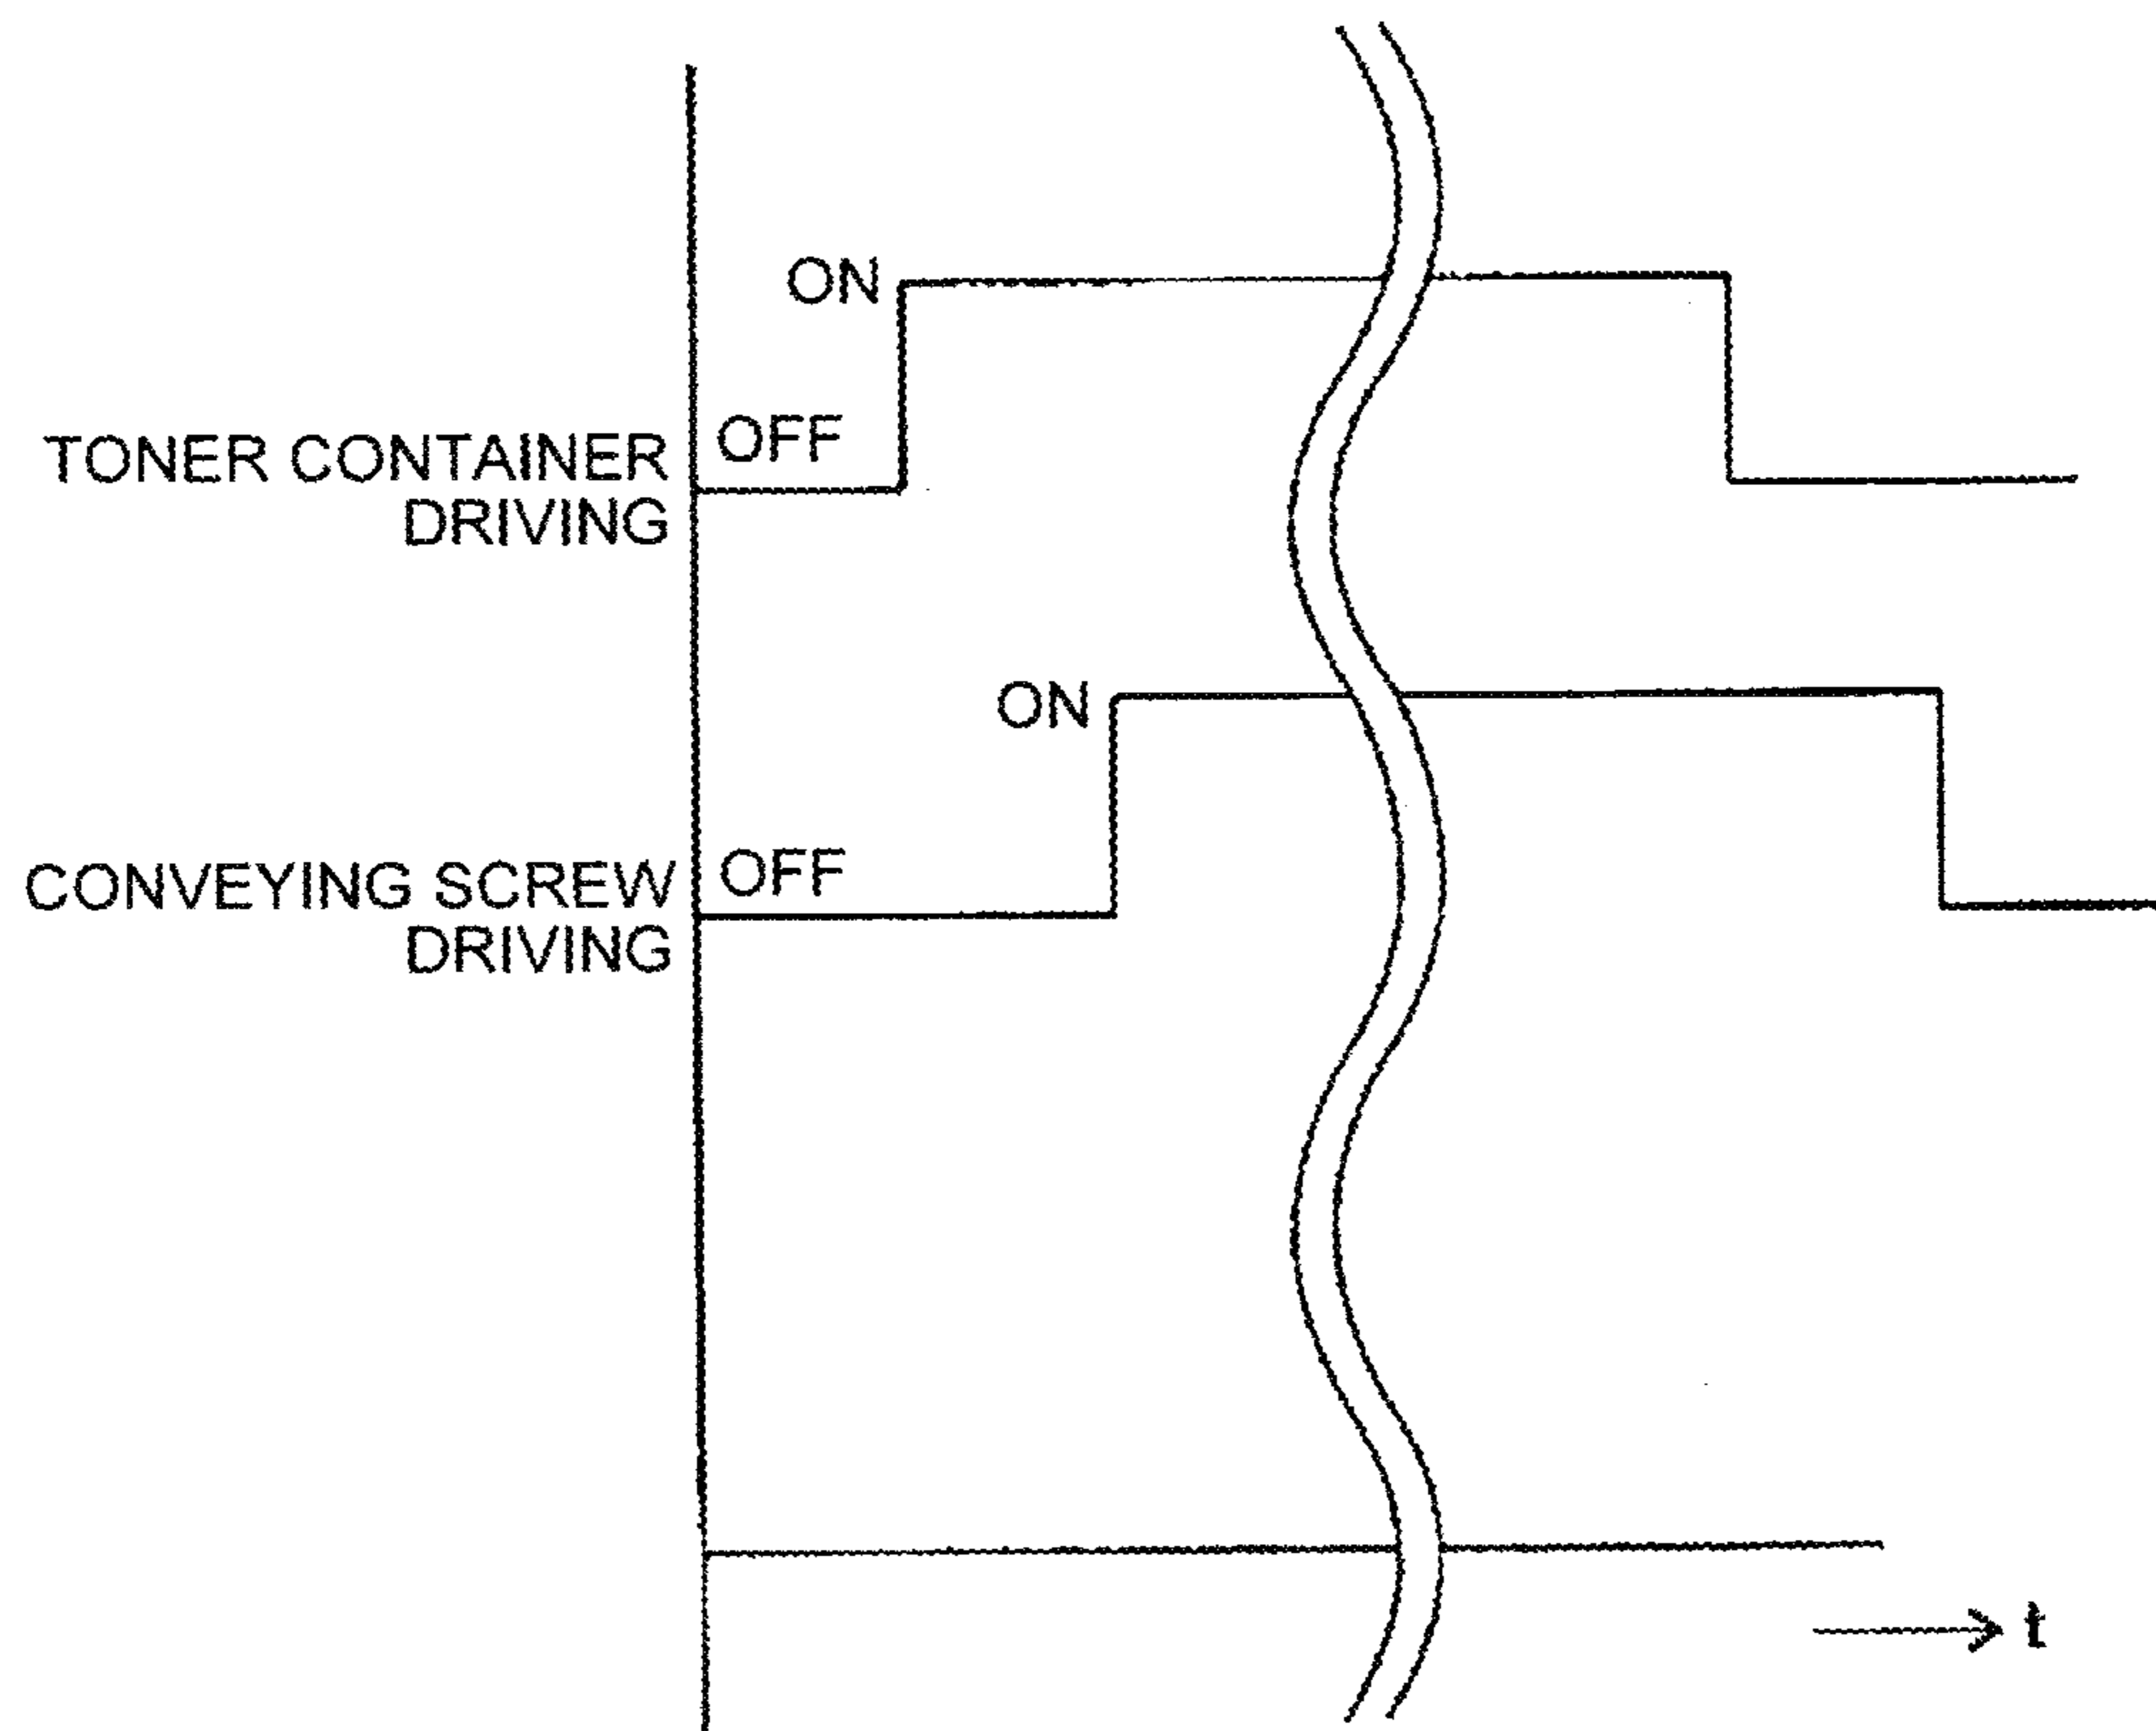 ON
OFF
TONER CONTAINER
DRIVING
ON
OFF
CONVEYING SCREW
DRIVING
t